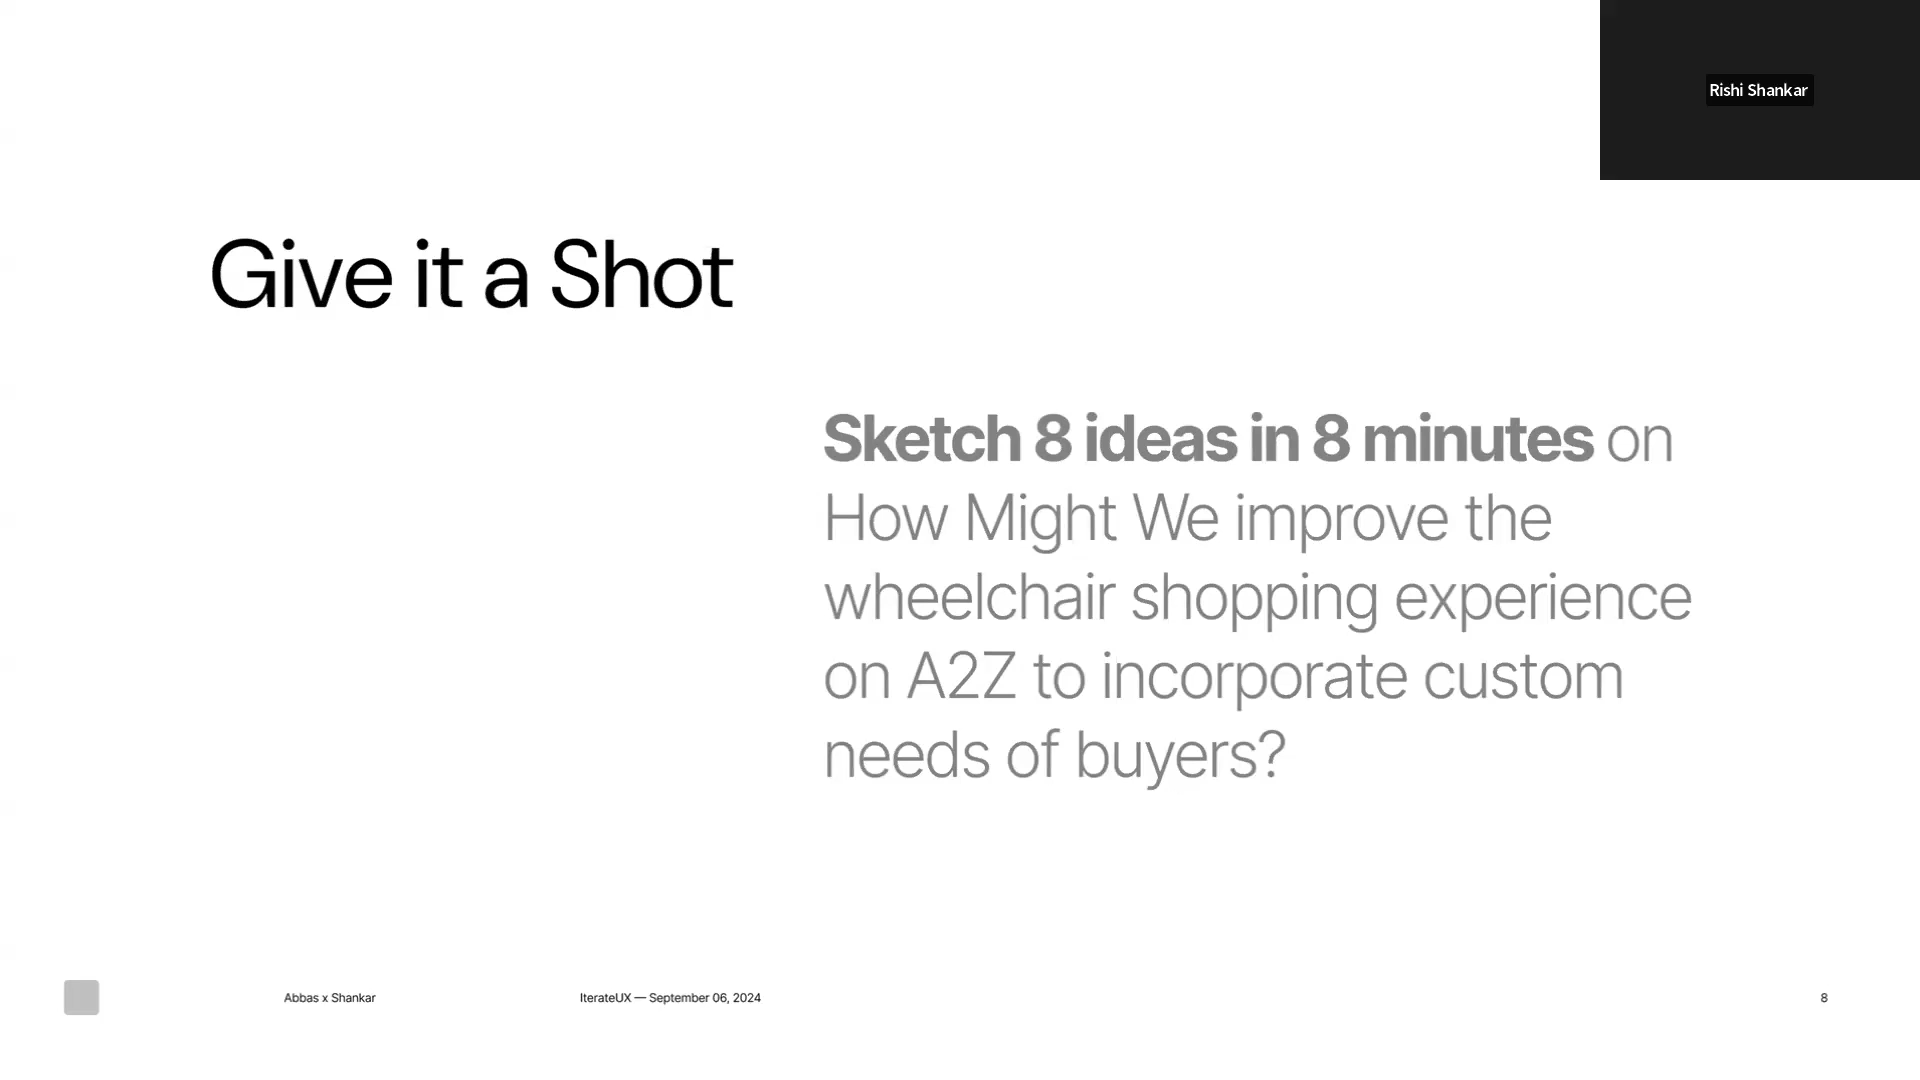 Rishi Shankar
Give it a Shot
Sketch 8 ideas in 8 minutes on
How Might We improve the
wheelchair shopping experience
on A2Z to incorporate custom
needs of buyers?
Abbas x Shankar
IterateUX — September 06, 2024
8